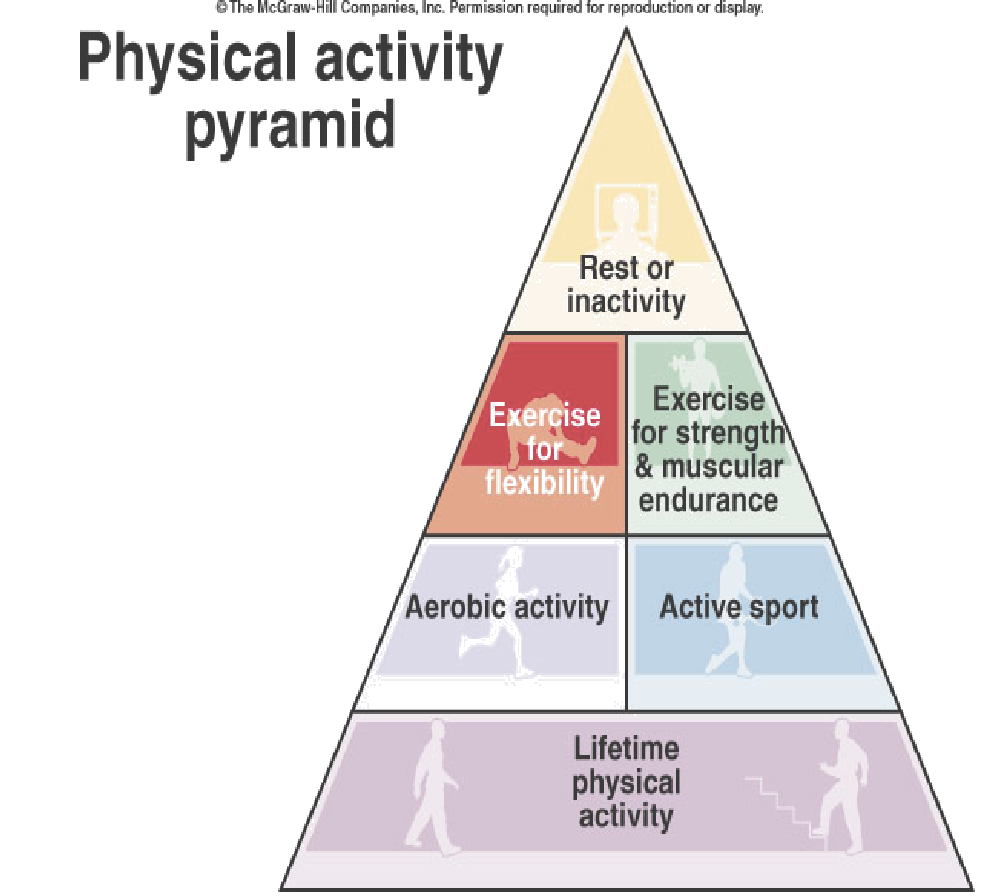 ©The McGraw-Hill Companies, Inc. Permission required for reproduction or display.
Physical activity
pyramid
Rest or
inactivity
Exercise
for
flexibility
Exercise
for strength
& muscular
endurance
Aerobic activity
Active sport
Lifetime
physical
activity